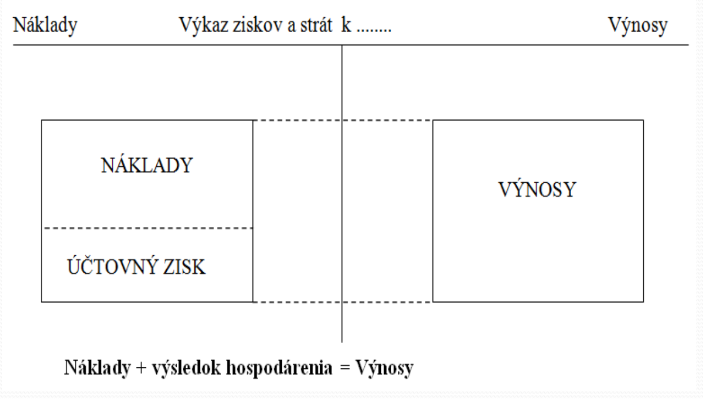 Náklady Výkaz ziskov a strát k ........ Výnosy
NÁKLADY
VÝNOSY
ÚČTOVNÝ ZISK
Náklady + výsledok hospodárenia = Výnosy